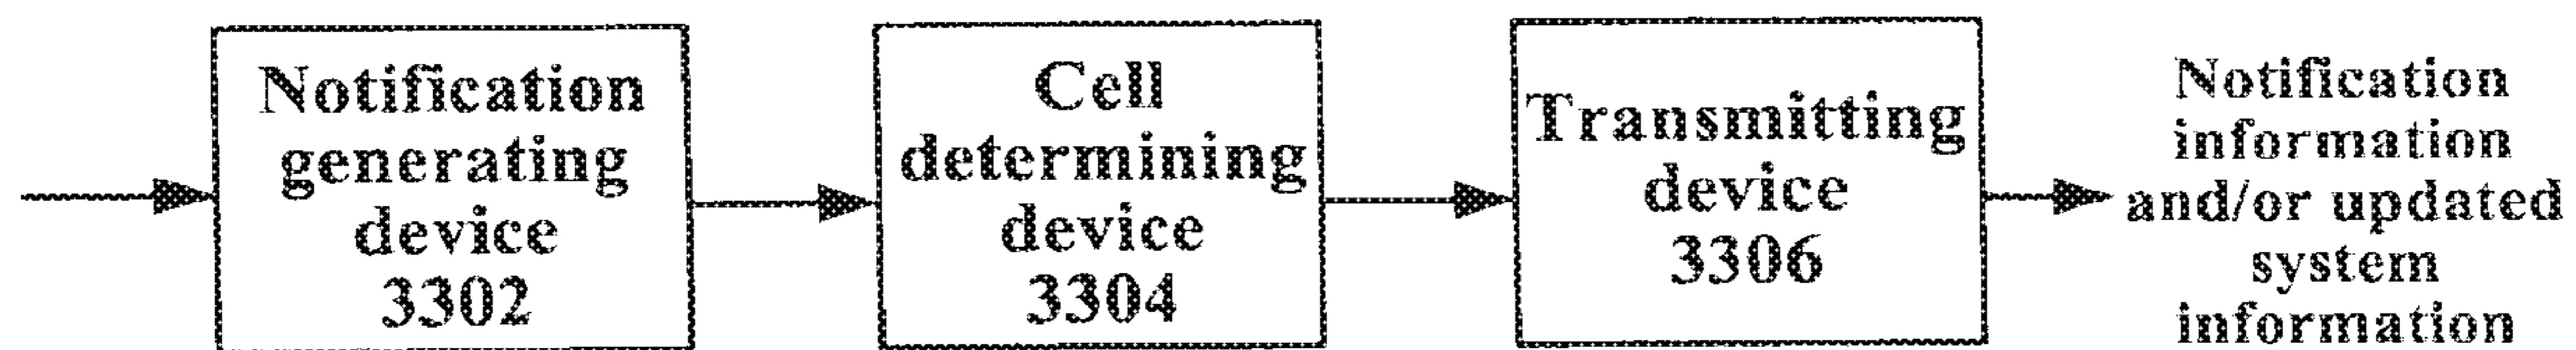 Notification
generating
device
3302
Cell
determining
device
3304
Transmitting
device
3306
Notification
information
and/or updated
system
information